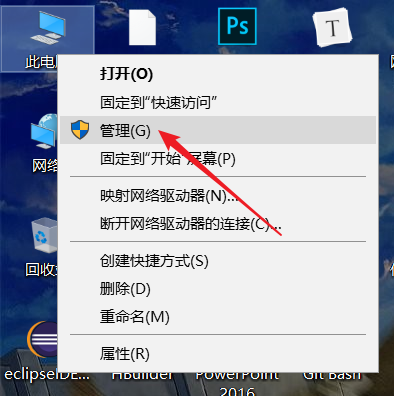 此电
Ps
T
打开(O)
固定到"快速访问"
管理(G)
固定到"开始"屏幕(P)
网络
映射网络驱动器(N)...
断开网络驱动器的连接(C)...
创建快捷方式(S)
回收
删除(D)
重命名(M)
属性(R)
eclipseIDE...
HBuilder
PowerPoint
2016
Git Bash